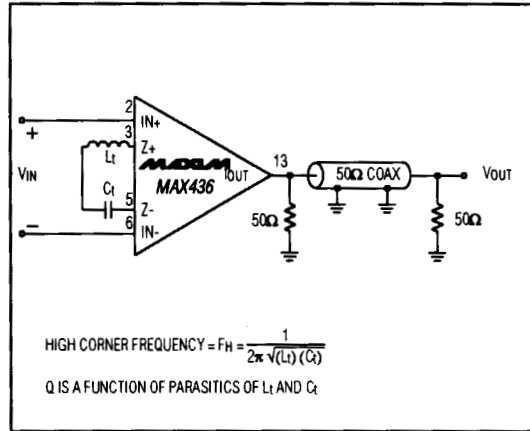 2
IN+
+
3
Z+
Lt
VIN
MAXIM
IOUT
13
50Ω COAX
VOUT
MAX436
Ct
5
Z-
50Ω
50Ω
6
IN-
−
HIGH CORNER FREQUENCY = FH = 1
2π √(Lt) (Ct)
Q IS A FUNCTION OF PARASITICS OF Lt AND Ct